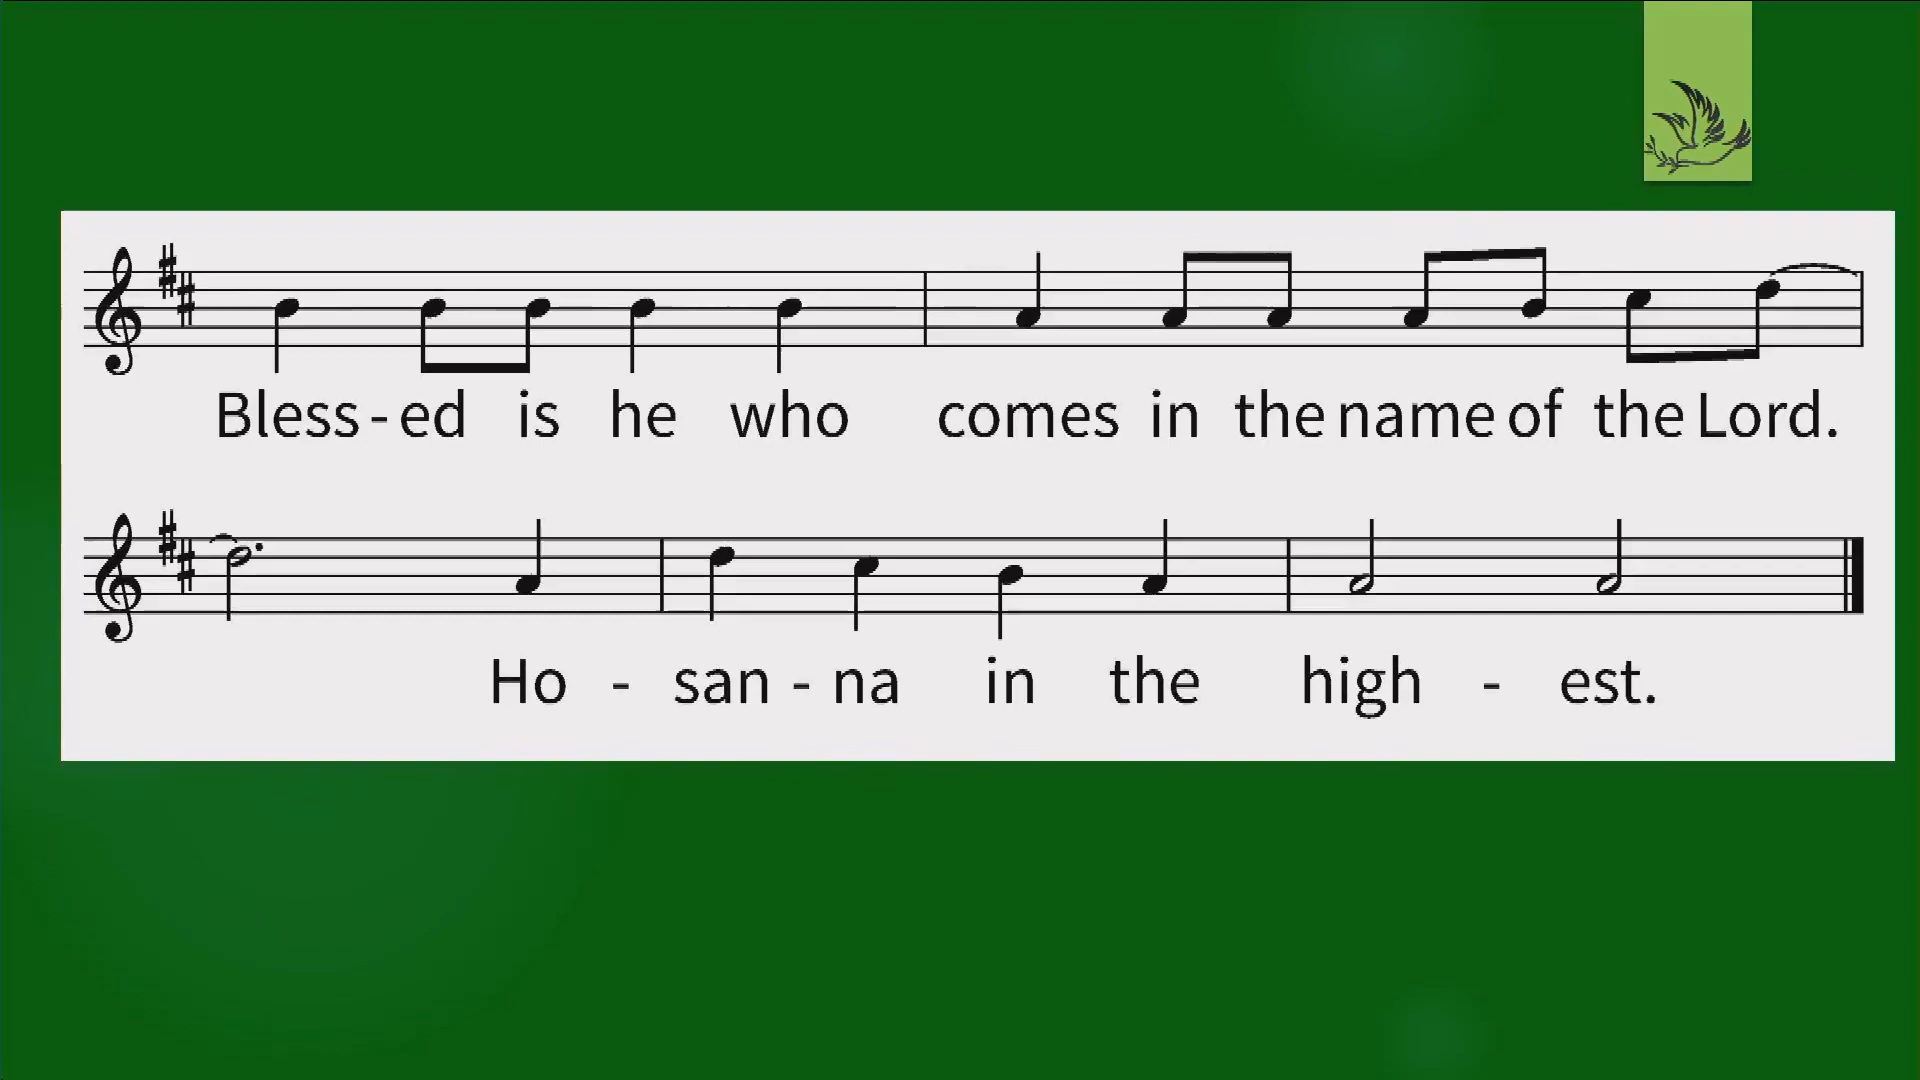 Bless - ed is he who comes in the name of the Lord.
Ho - san - na in the high - est.